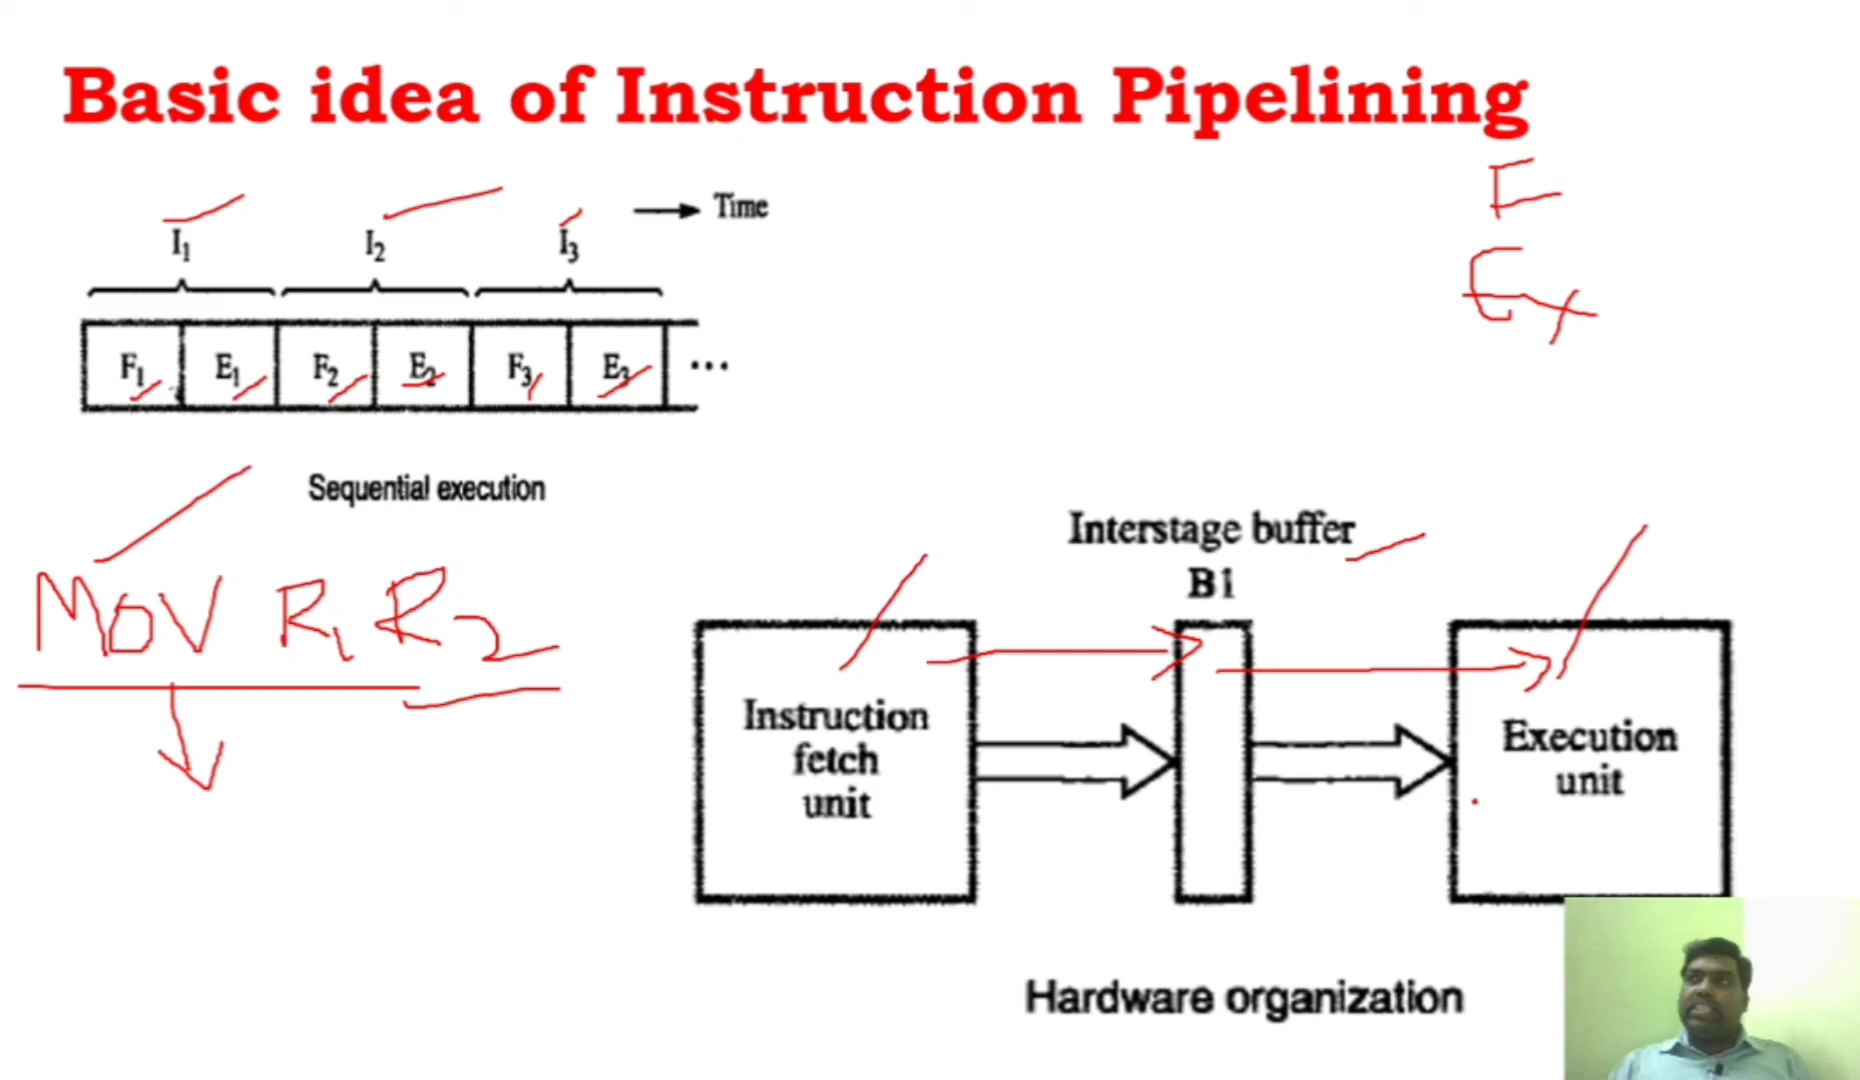 Basic idea of Instruction Pipelining
F
Ex
Time
I1 I2 I3
F1 E1 F2 E2 F3 E3 ...
Sequential execution
MOV R1 R2
Interstage buffer
B1
Instruction
fetch
unit
Execution
unit
Hardware organization